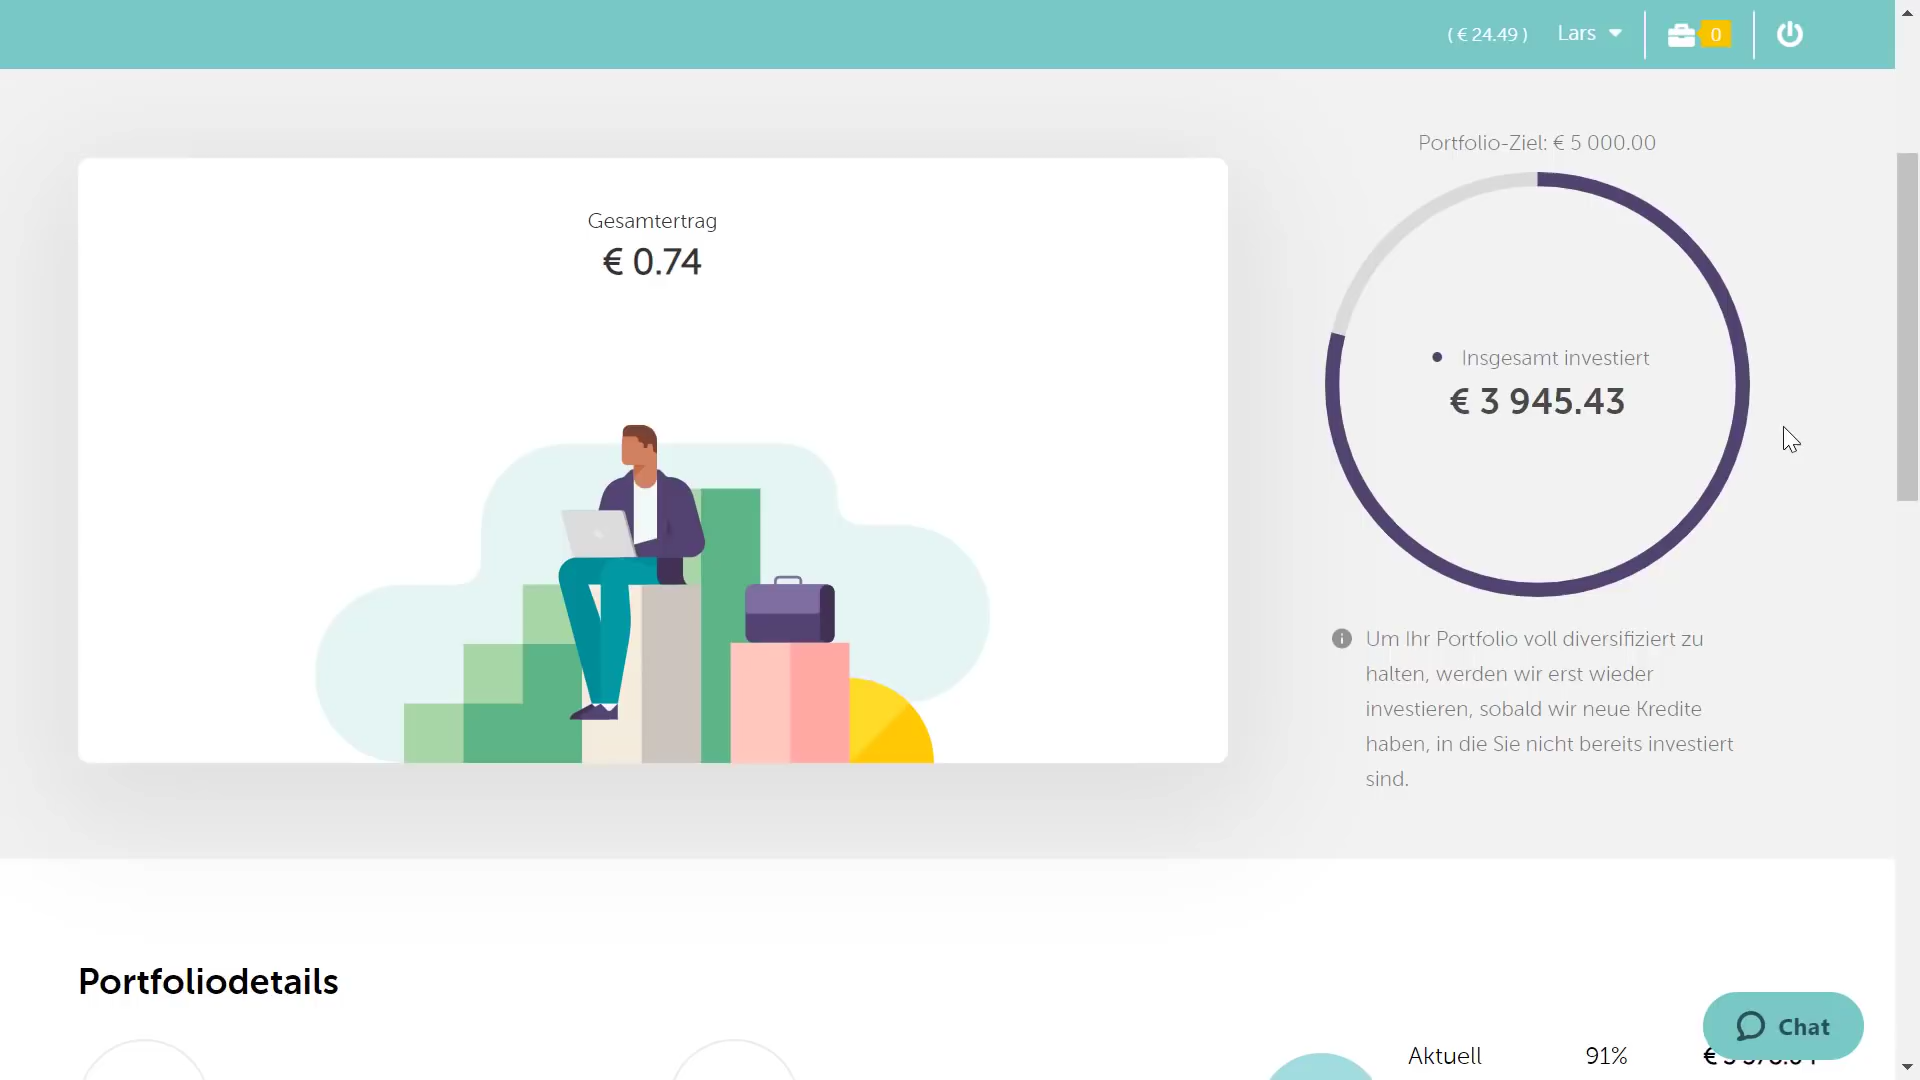 ( € 24.49 ) Lars 0
Portfolio-Ziel: € 5 000.00
Gesamtertrag
€ 0.74
Insgesamt investiert
€ 3 945.43
Um Ihr Portfolio voll diversifiziert zu
halten, werden wir erst wieder
investieren, sobald wir neue Kredite
haben, in die Sie nicht bereits investiert
sind.
Portfoliodetails
Chat
Aktuell 91% €